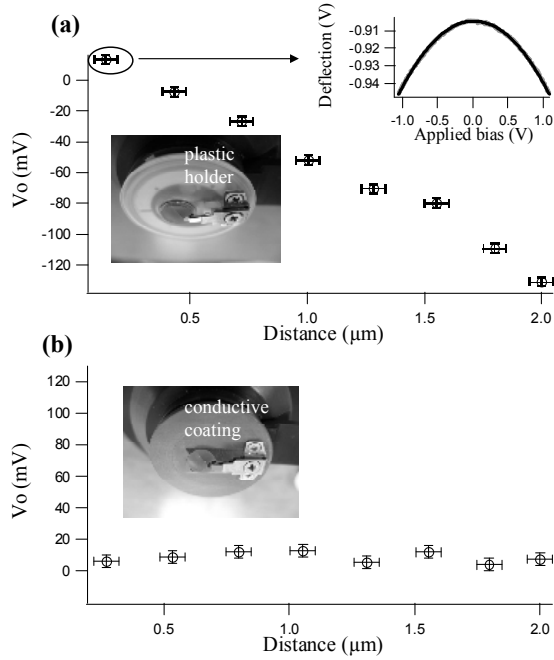 (a)
Deflection (V)
-0.91
-0.92
-0.93
-0.94
-1.0 -0.5 0.0 0.5 1.0
Applied bias (V)
Vo (mV)
0
-20
-40
-60
-80
-100
-120
plastic
holder
0.5 1.0 1.5 2.0
Distance (µm)
(b)
Vo (mV)
120
100
80
60
40
20
0
conductive
coating
0.5 1.0 1.5 2.0
Distance (µm)